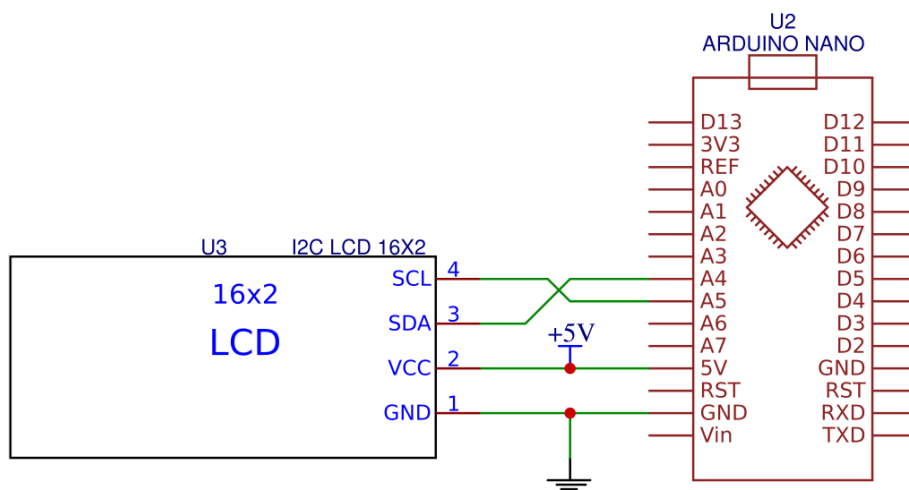 U2
ARDUINO NANO
D13 D12
3V3 D11
REF D10
A0 D9
A1 D8
A2 D7
U3 I2C LCD 16X2
A3 D6
SCL 4 A4 D5
16x2
A5 D4
SDA 3 A6 D3
LCD
+5V
A7 D2
VCC 2 5V GND
RST RST
GND 1 GND RXD
Vin TXD